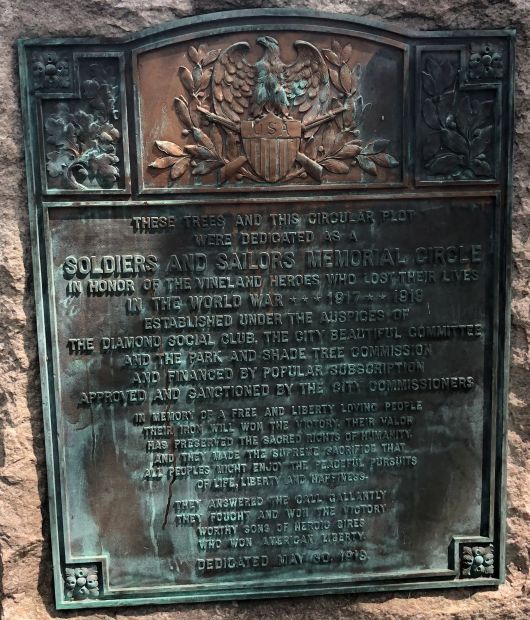 USA
THESE TREES AND THIS CIRCULAR PLOT
WERE DEDICATED AS A
SOLDIERS AND SAILORS MEMORIAL CIRCLE
IN HONOR OF THE VINELAND HEROES WHO LOST THEIR LIVES
IN THE WORLD WAR *** 1917 ** 1918
ESTABLISHED UNDER THE AUSPICES OF
THE DIAMOND SOCIAL CLUB, THE CITY BEAUTIFUL COMMITTEE
AND THE PARK AND SHADE TREE COMMISSION
AND FINANCED BY POPULAR SUBSCRIPTION
APPROVED AND SANCTIONED BY THE CITY COMMISSIONERS
IN MEMORY OF A FREE AND LIBERTY LOVING PEOPLE
THEIR IRON WILL WON THE VICTORY, THEIR VALOR
HAS PRESERVED THE SACRED RIGHTS OF HUMANITY
AND THEY MADE THE SUPREME SACRIFICE THAT
ALL PEOPLES MIGHT ENJOY THE PEACEFUL PURSUITS
OF LIFE, LIBERTY AND HAPPINESS.
THEY ANSWERED THE CALL GALLANTLY
THEY FOUGHT AND WON THE VICTORY
WORTHY SONS OF HEROIC SIRES
WHO WON AMERICAN LIBERTY.
DEDICATED MAY 30, 1919